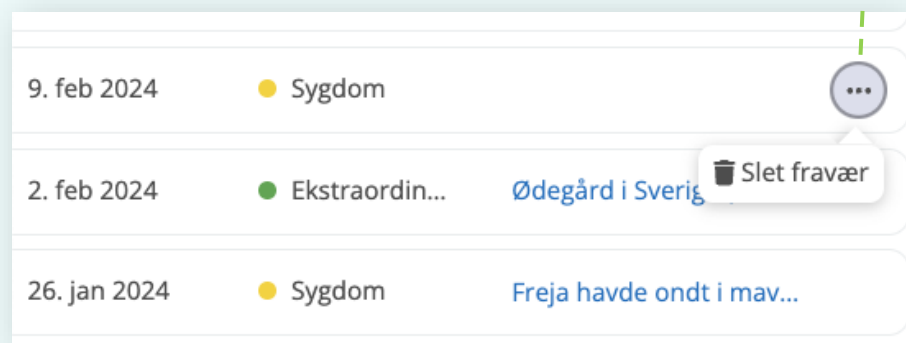 9. feb 2024 Sygdom
Slet fravær
2. feb 2024 Ekstraordin... Ødegård i Sverig
26. jan 2024 Sygdom Freja havde ondt i mav...